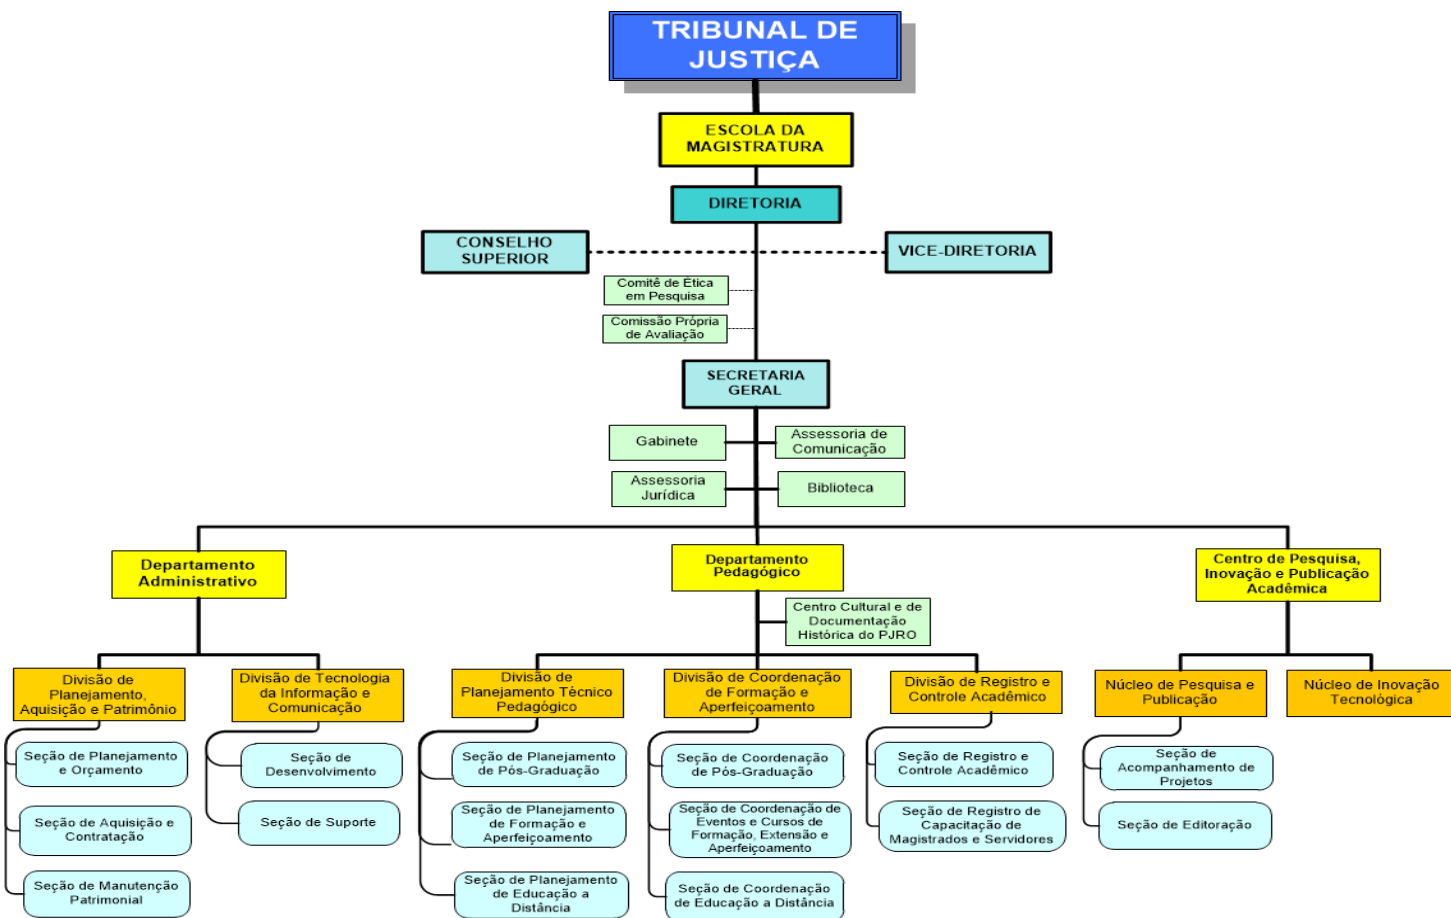 TRIBUNAL DE
JUSTIÇA
ESCOLA DA
MAGISTRATURA
DIRETORIA
CONSELHO
SUPERIOR
VICE-DIRETORIA
Comitê de Ética
em Pesquisa
Comissão Própria
de Avaliação
SECRETARIA
GERAL
Gabinete
Assessoria de
Comunicação
Assessoria
Jurídica
Biblioteca
Departamento
Administrativo
Departamento
Pedagógico
Centro de Pesquisa,
Inovação e Publicação
Acadêmica
Centro Cultural e de
Documentação
Histórica do PJRO
Divisão de
Planejamento,
Aquisição e Patrimônio
Divisão de Tecnologia
da Informação e
Comunicação
Divisão de
Planejamento Técnico
Pedagógico
Divisão de Coordenação
de Formação e
Aperfeiçoamento
Divisão de Registro e
Controle Acadêmico
Núcleo de Pesquisa e
Publicação
Núcleo de Inovação
Tecnológica
Seção de Planejamento
e Orçamento
Seção de
Desenvolvimento
Seção de Planejamento
de Pós-Graduação
Seção de Coordenação
de Pós-Graduação
Seção de Registro e
Controle Acadêmico
Seção de
Acompanhamento de
Projetos
Seção de Aquisição e
Contratação
Seção de Suporte
Seção de Planejamento
de Formação e
Aperfeiçoamento
Seção de Coordenação de
Eventos e Cursos de
Formação, Extensão e
Aperfeiçoamento
Seção de Registro de
Capacitação de
Magistrados e Servidores
Seção de Editoração
Seção de Manutenção
Patrimonial
Seção de Planejamento
de Educação a
Distância
Seção de Coordenação
de Educação a Distância